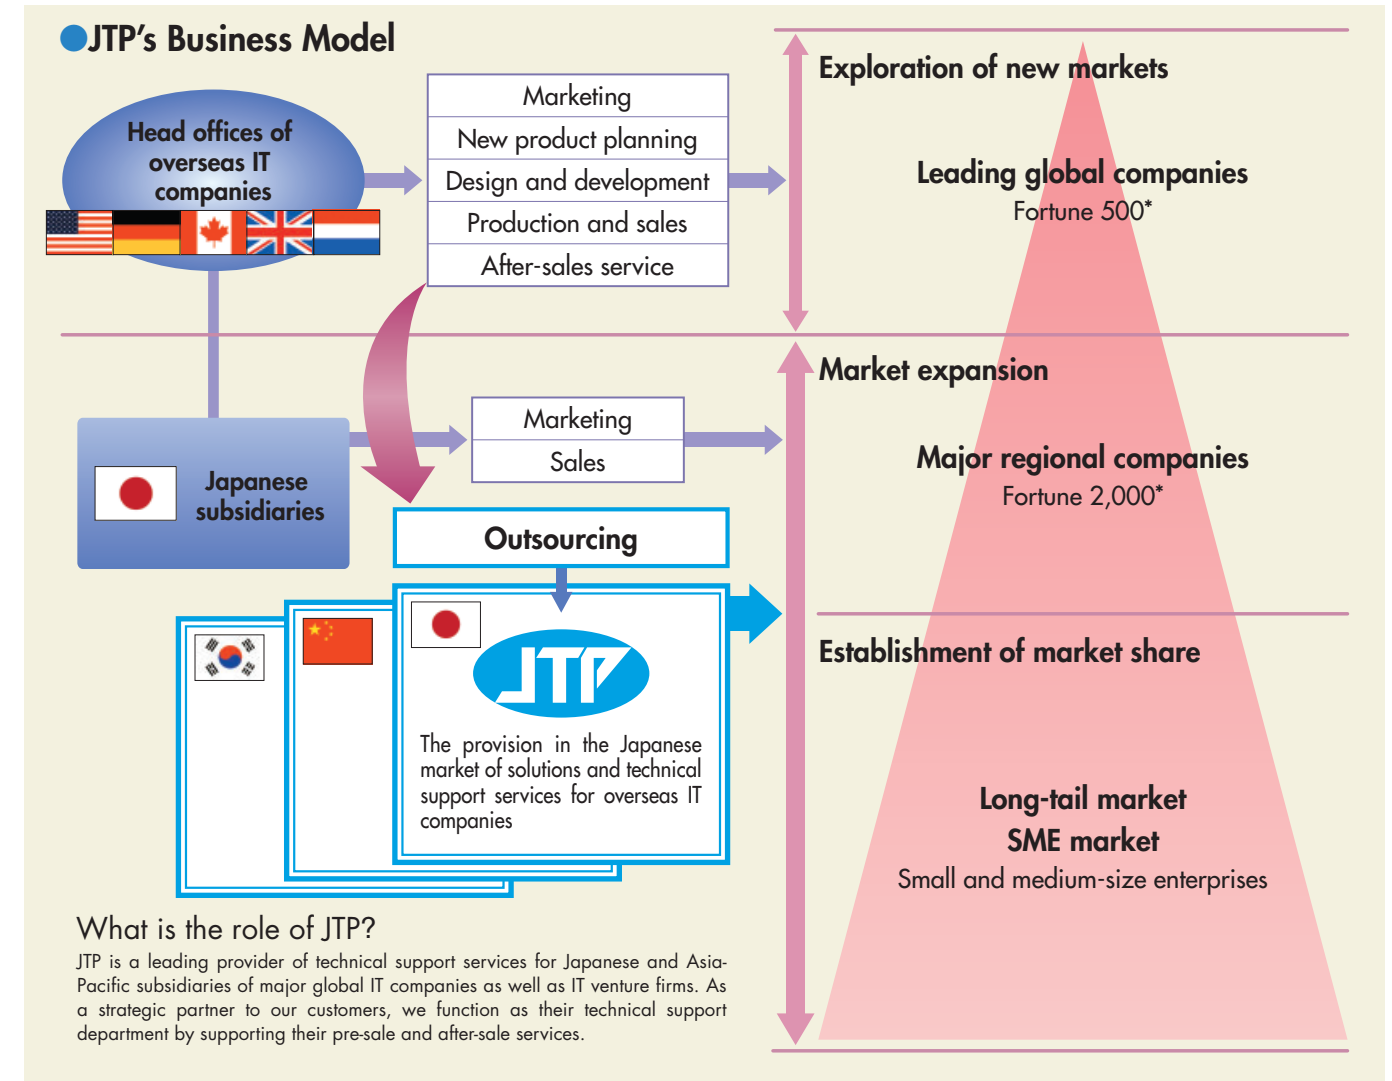 JTP's Business Model
Head offices of
overseas IT
companies
Marketing
New product planning
Design and development
Production and sales
After-sales service
Exploration of new markets
Leading global companies
Fortune 500*
Japanese
subsidiaries
Marketing
Sales
Market expansion
Major regional companies
Fortune 2,000*
Outsourcing
JTP
The provision in the Japanese
market of solutions and technical
support services for overseas IT
companies
Establishment of market share
Long-tail market
SME market
Small and medium-size enterprises
What is the role of JTP?
JTP is a leading provider of technical support services for Japanese and Asia-
Pacific subsidiaries of major global IT companies as well as IT venture firms. As
a strategic partner to our customers, we function as their technical support
department by supporting their pre-sale and after-sale services.